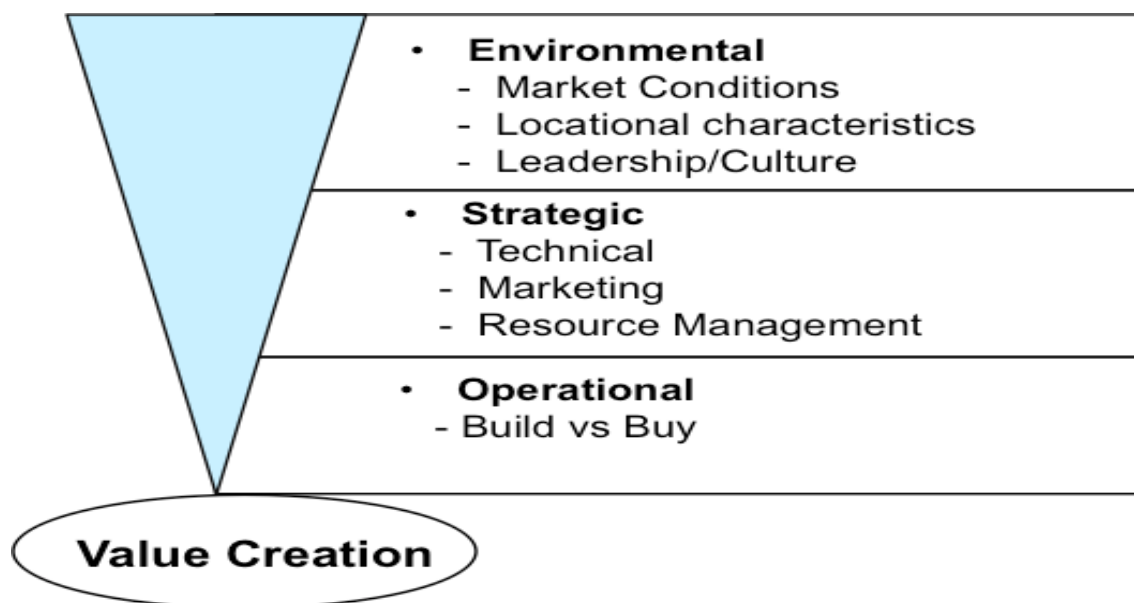 • Environmental
- Market Conditions
- Locational characteristics
- Leadership/Culture
• Strategic
- Technical
- Marketing
- Resource Management
• Operational
- Build vs Buy
Value Creation